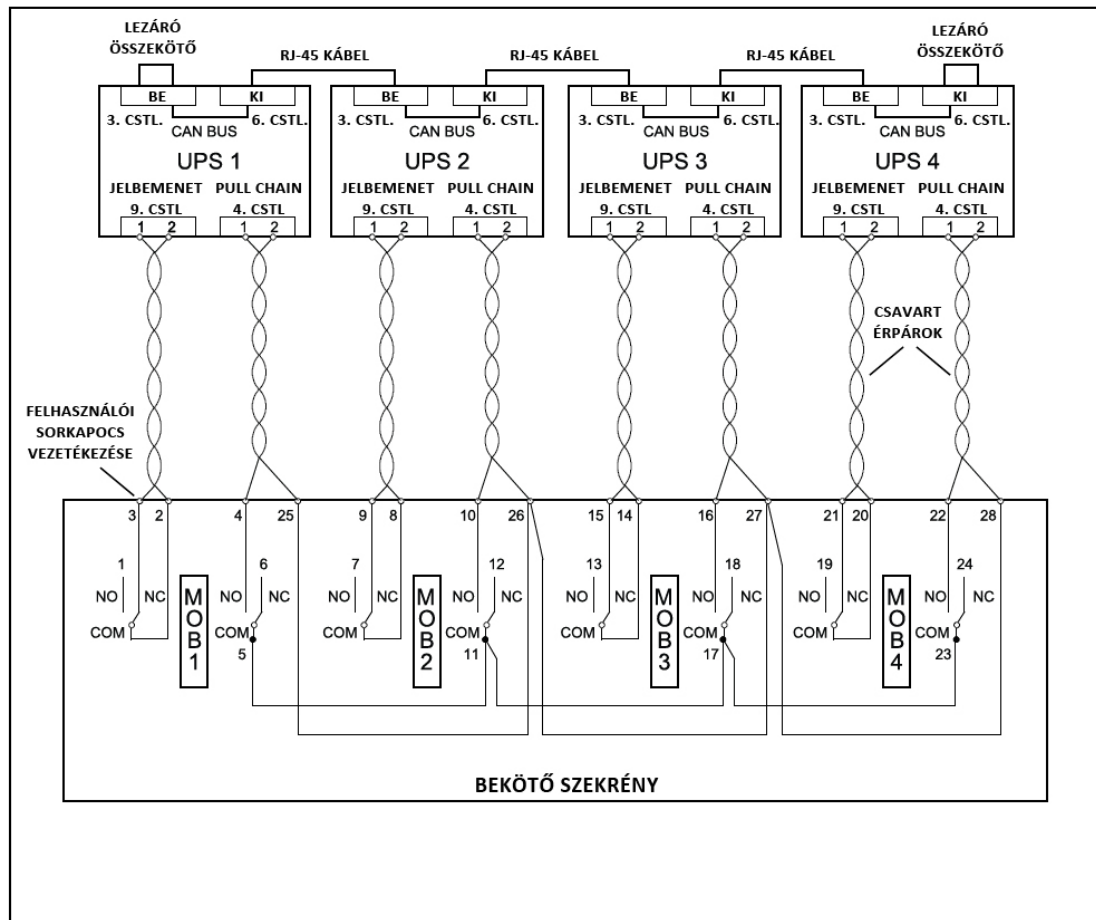 LEZÁRÓ
ÖSSZEKÖTŐ
RJ-45 KÁBEL
RJ-45 KÁBEL
RJ-45 KÁBEL
LEZÁRÓ
ÖSSZEKÖTŐ
BE KI BE KI BE KI BE KI
3. CSTL. 6. CSTL. 3. CSTL. 6. CSTL. 3. CSTL. 6. CSTL. 3. CSTL. 6. CSTL.
CAN BUS CAN BUS CAN BUS CAN BUS
UPS 1 UPS 2 UPS 3 UPS 4
JELBEMENET PULL CHAIN JELBEMENET PULL CHAIN JELBEMENET PULL CHAIN JELBEMENET PULL CHAIN
9. CSTL 4. CSTL 9. CSTL 4. CSTL 9. CSTL 4. CSTL 9. CSTL 4. CSTL
1 2 1 2 1 2 1 2 1 2 1 2 1 2 1 2
CSAVART
ÉRPÁROK
FELHASZNÁLÓI
SORKAPOCS
VEZETÉKEZÉSE
3 2 4 25 9 8 10 26 15 14 16 27 21 20 22 28
1 6 7 12 13 18 19 24
NO NC NO NC NO NC NO NC NO NC NO NC NO NC NO NC
COM COM COM COM COM COM COM COM
MOB1 MOB2 MOB3 MOB4
5 11 17 23
BEKÖTŐ SZEKRÉNY